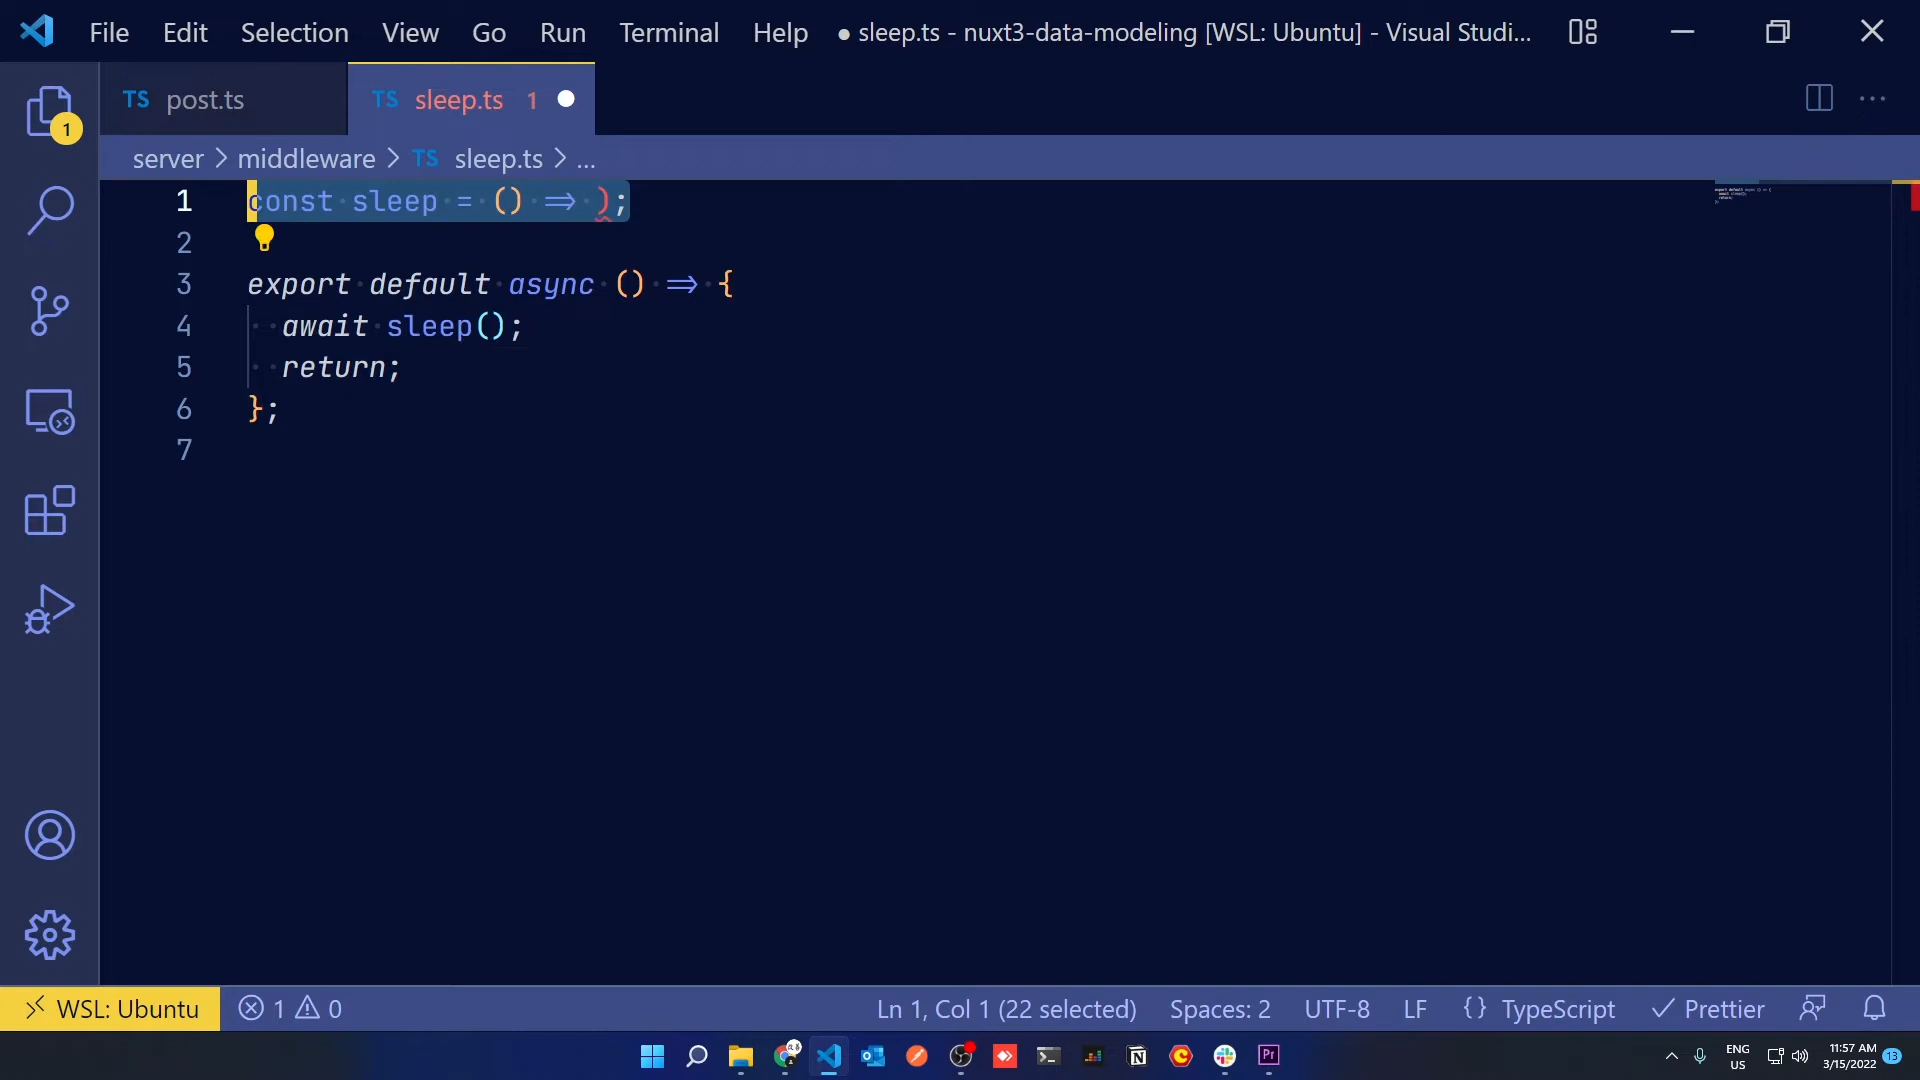 File Edit Selection View Go Run Terminal Help ● sleep.ts - nuxt3-data-modeling [WSL: Ubuntu] - Visual Studi...
TS post.ts TS sleep.ts 1
1
server > middleware > TS sleep.ts > ...
1 const sleep = () => );
2
3 export default async () => {
4 await sleep();
5 return;
6 };
7
WSL: Ubuntu 1 0 Ln 1, Col 1 (22 selected) Spaces: 2 UTF-8 LF {} TypeScript Prettier
ENG
US
11:57 AM
3/15/2022
13
Pr